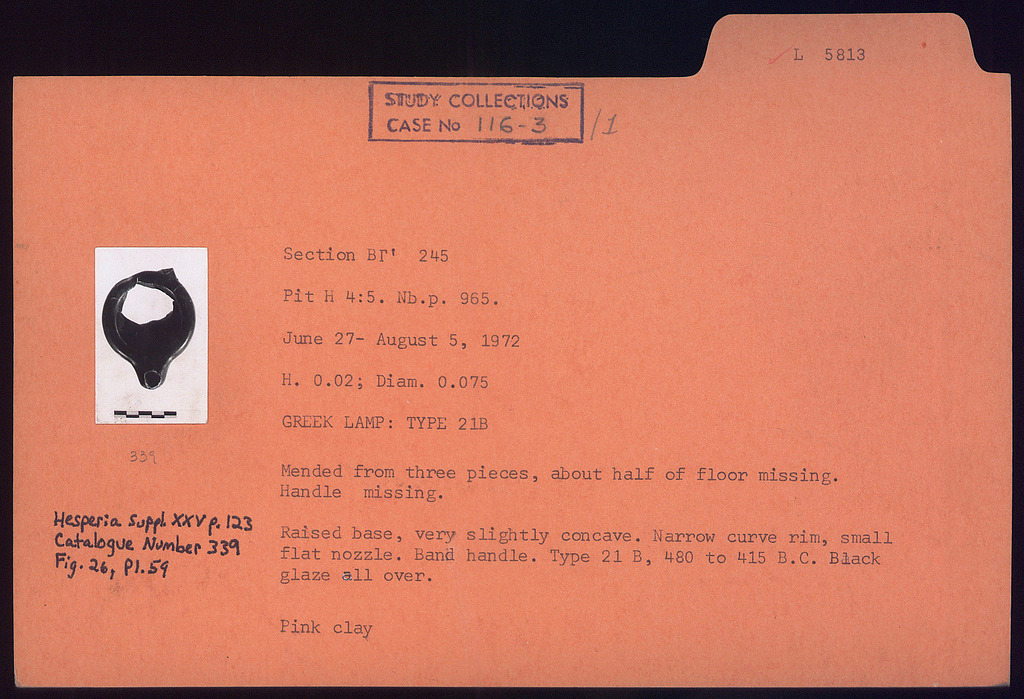 L 5813
STUDY COLLECTIONS
CASE No 116-3 /1
Section ΒΓ' 245
Pit H 4:5. Nb.p. 965.
June 27- August 5, 1972
H. 0.02; Diam. 0.075
GREEK LAMP: TYPE 21B
339
Mended from three pieces, about half of floor missing.
Handle missing.
Hesperia Suppl. XXV p. 123
Catalogue Number 339
Fig. 26, Pl. 59
Raised base, very slightly concave. Narrow curve rim, small
flat nozzle. Band handle. Type 21 B, 480 to 415 B.C. Black
glaze all over.
Pink clay